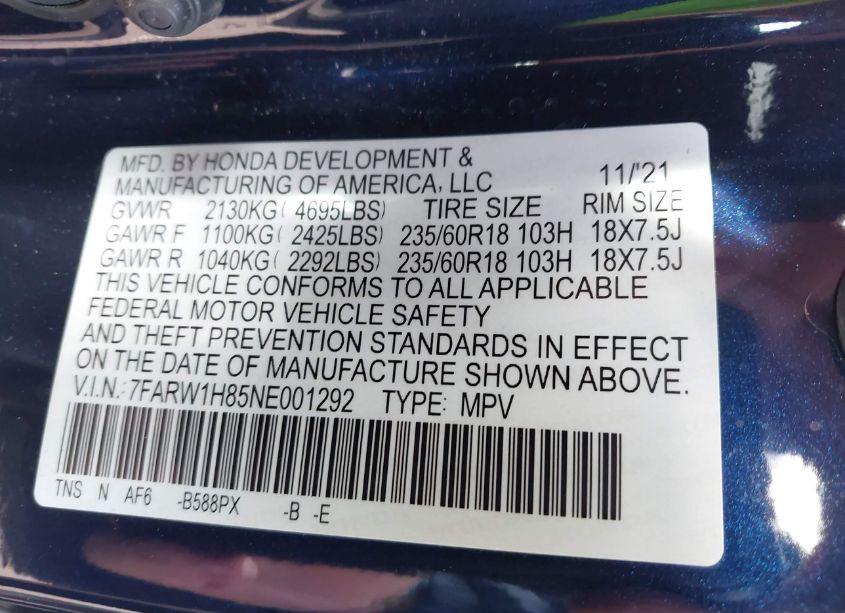 MFD. BY HONDA DEVELOPMENT &
MANUFACTURING OF AMERICA, LLC 11/'21
GVWR 2130KG( 4695LBS) TIRE SIZE RIM SIZE
GAWR F 1100KG( 2425LBS) 235/60R18 103H 18X7.5J
GAWR R 1040KG( 2292LBS) 235/60R18 103H 18X7.5J
THIS VEHICLE CONFORMS TO ALL APPLICABLE
FEDERAL MOTOR VEHICLE SAFETY
AND THEFT PREVENTION STANDARDS IN EFFECT
ON THE DATE OF MANUFACTURE SHOWN ABOVE.
V.I.N.: 7FARW1H85NE001292 TYPE: MPV
TNS N AF6 -B588PX -B -E